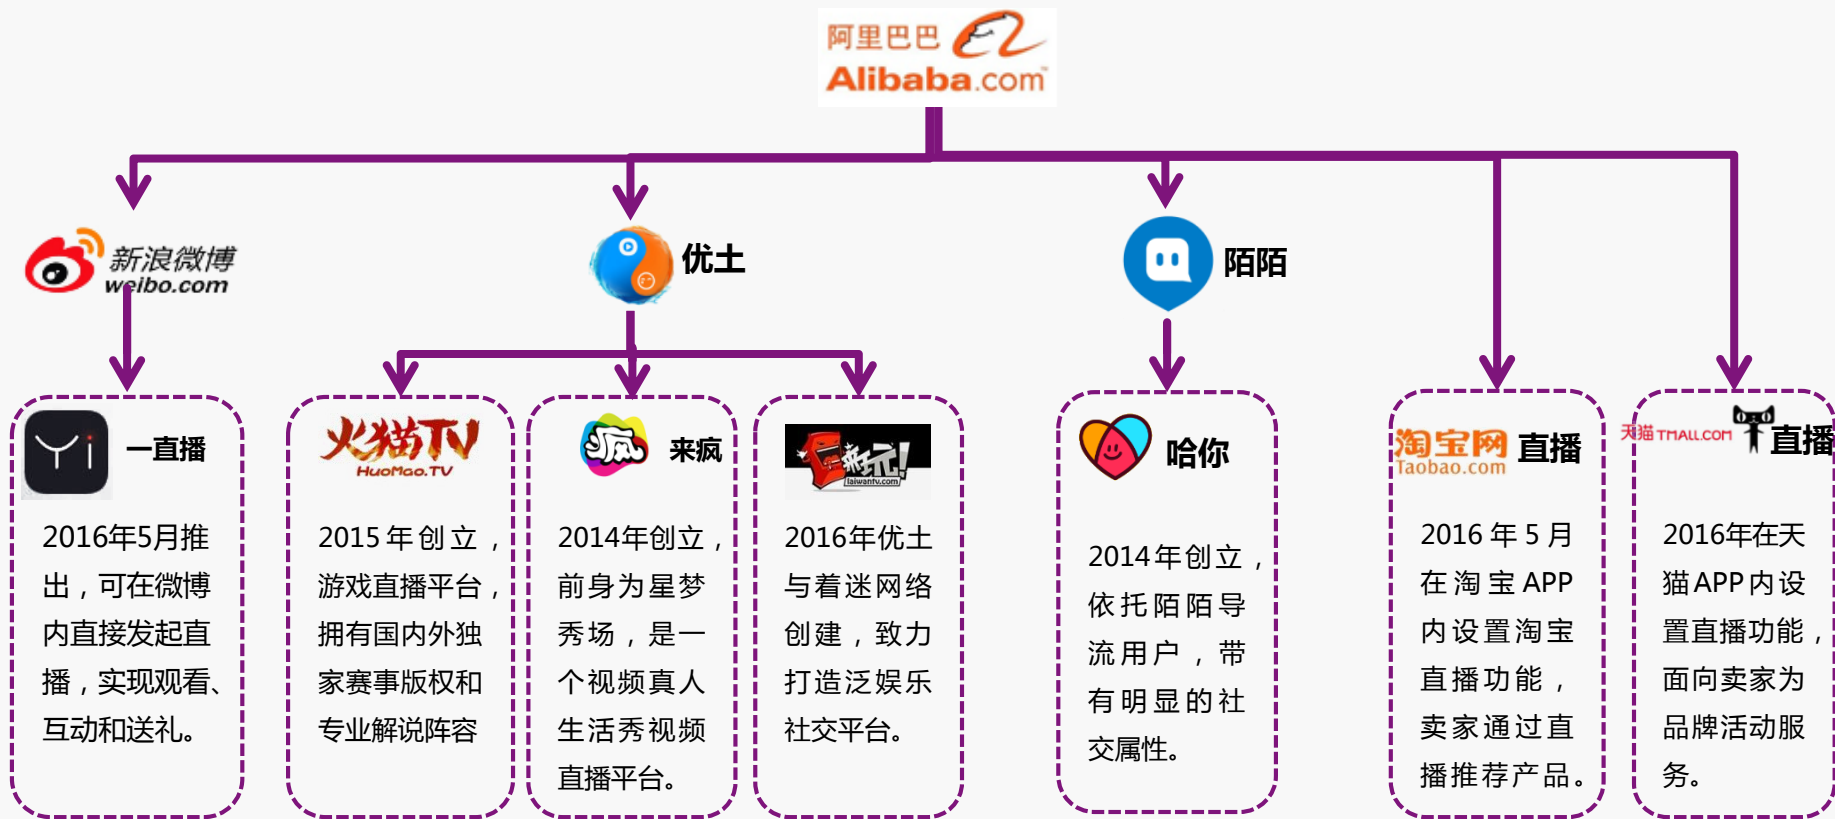 阿里巴巴
Alibaba.com
新浪微博
weibo.com
优土
陌陌
Yi
一直播
2016年5月推
出，可在微博
内直接发起直
播，实现观看、
互动和送礼。
火猫TV
HuoMao.TV
2015年创立，
游戏直播平台，
拥有国内外独
家赛事版权和
专业解说阵容
疯
来疯
2014年创立，
前身为星梦
秀场，是一
个视频真人
生活秀视频
直播平台。
来玩!
laiwantv.com
2016年优土
与着迷网络
创建，致力
打造泛娱乐
社交平台。
哈你
2014年创立，
依托陌陌导
流用户，带
有明显的社
交属性。
淘宝网
Taobao.com
直播
2016年5月
在淘宝APP
内设置淘宝
直播功能，
卖家通过直
播推荐产品。
天猫TMALL.COM
直播
2016年在天
猫APP内设
置直播功能，
面向卖家为
品牌活动服
务。